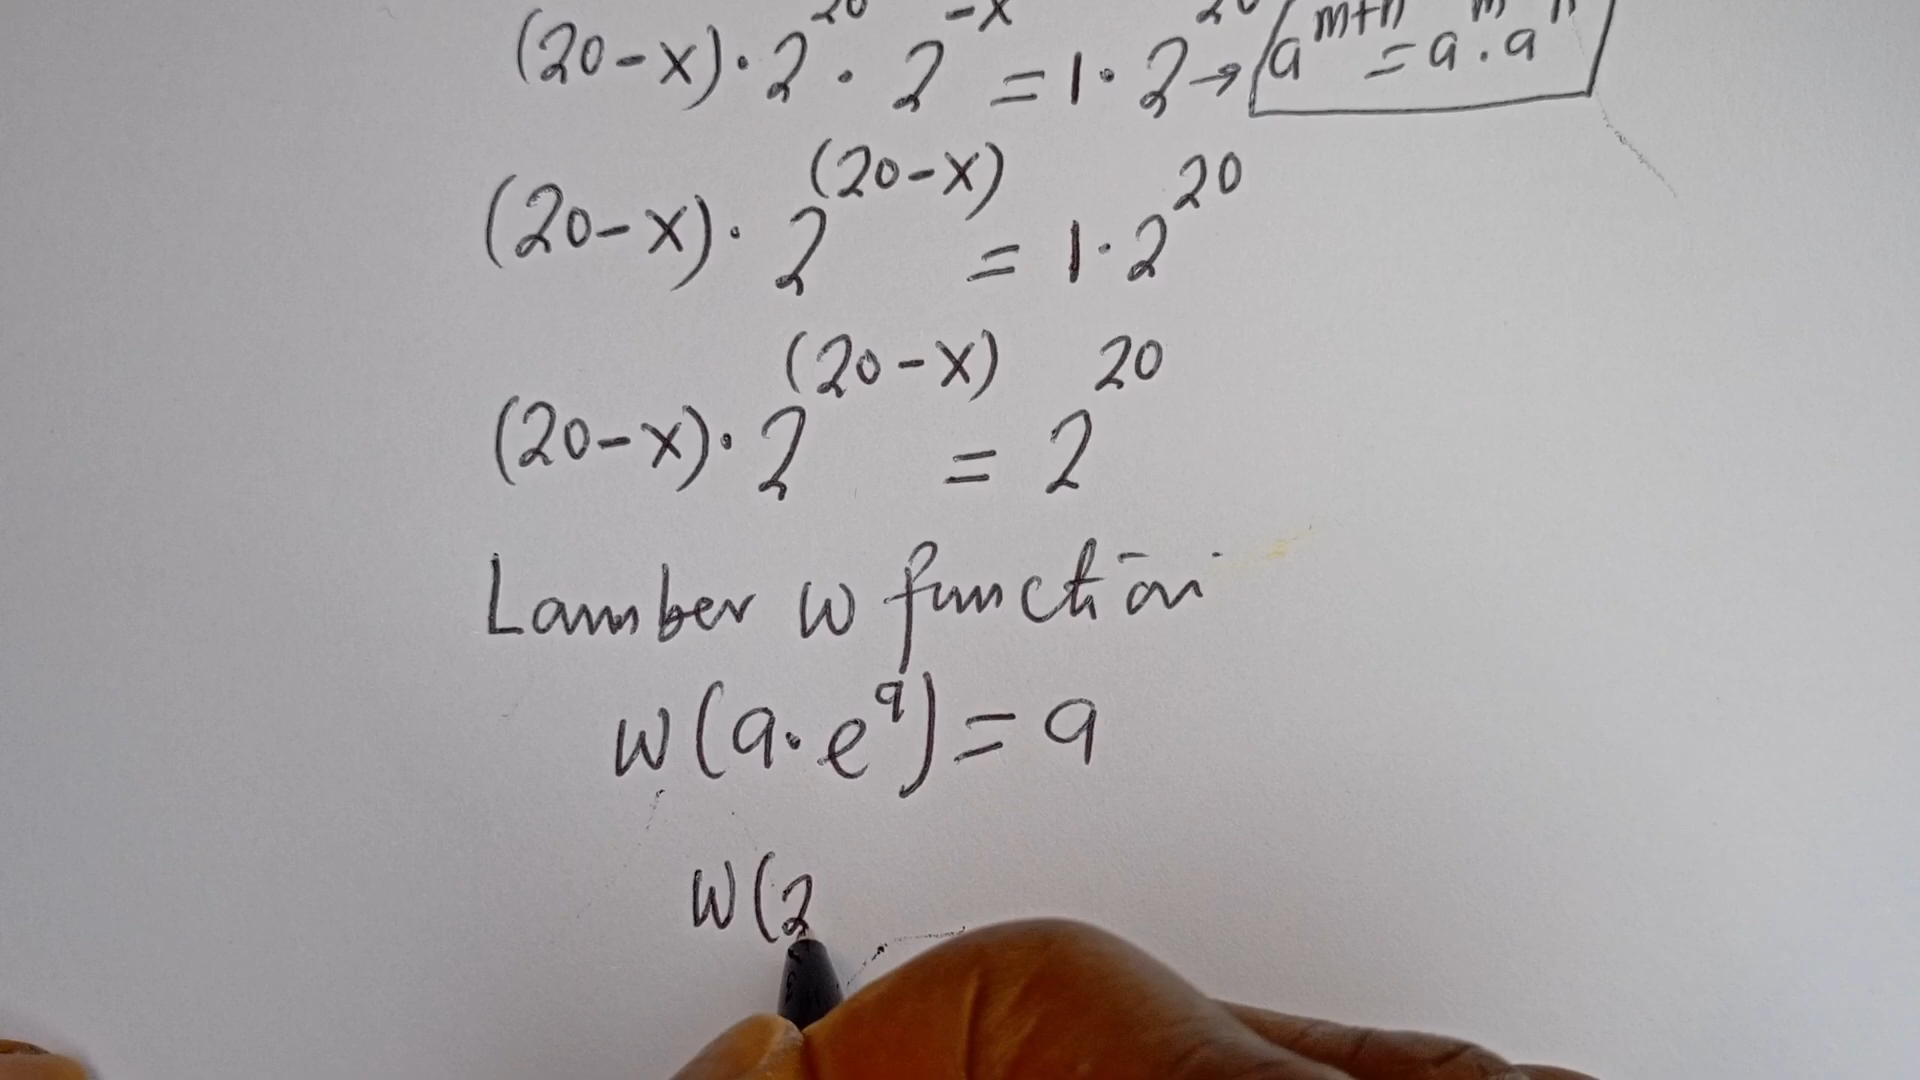 (20-x)·2^20 · 2^-x = 1·2^20 → a^m+n = a^m . a^n
(20-x)· 2^(20-x) = 1·2^20
(20-x)· 2^(20-x) = 2^20
Lamber W function
W(a·e^a) = a
W(2